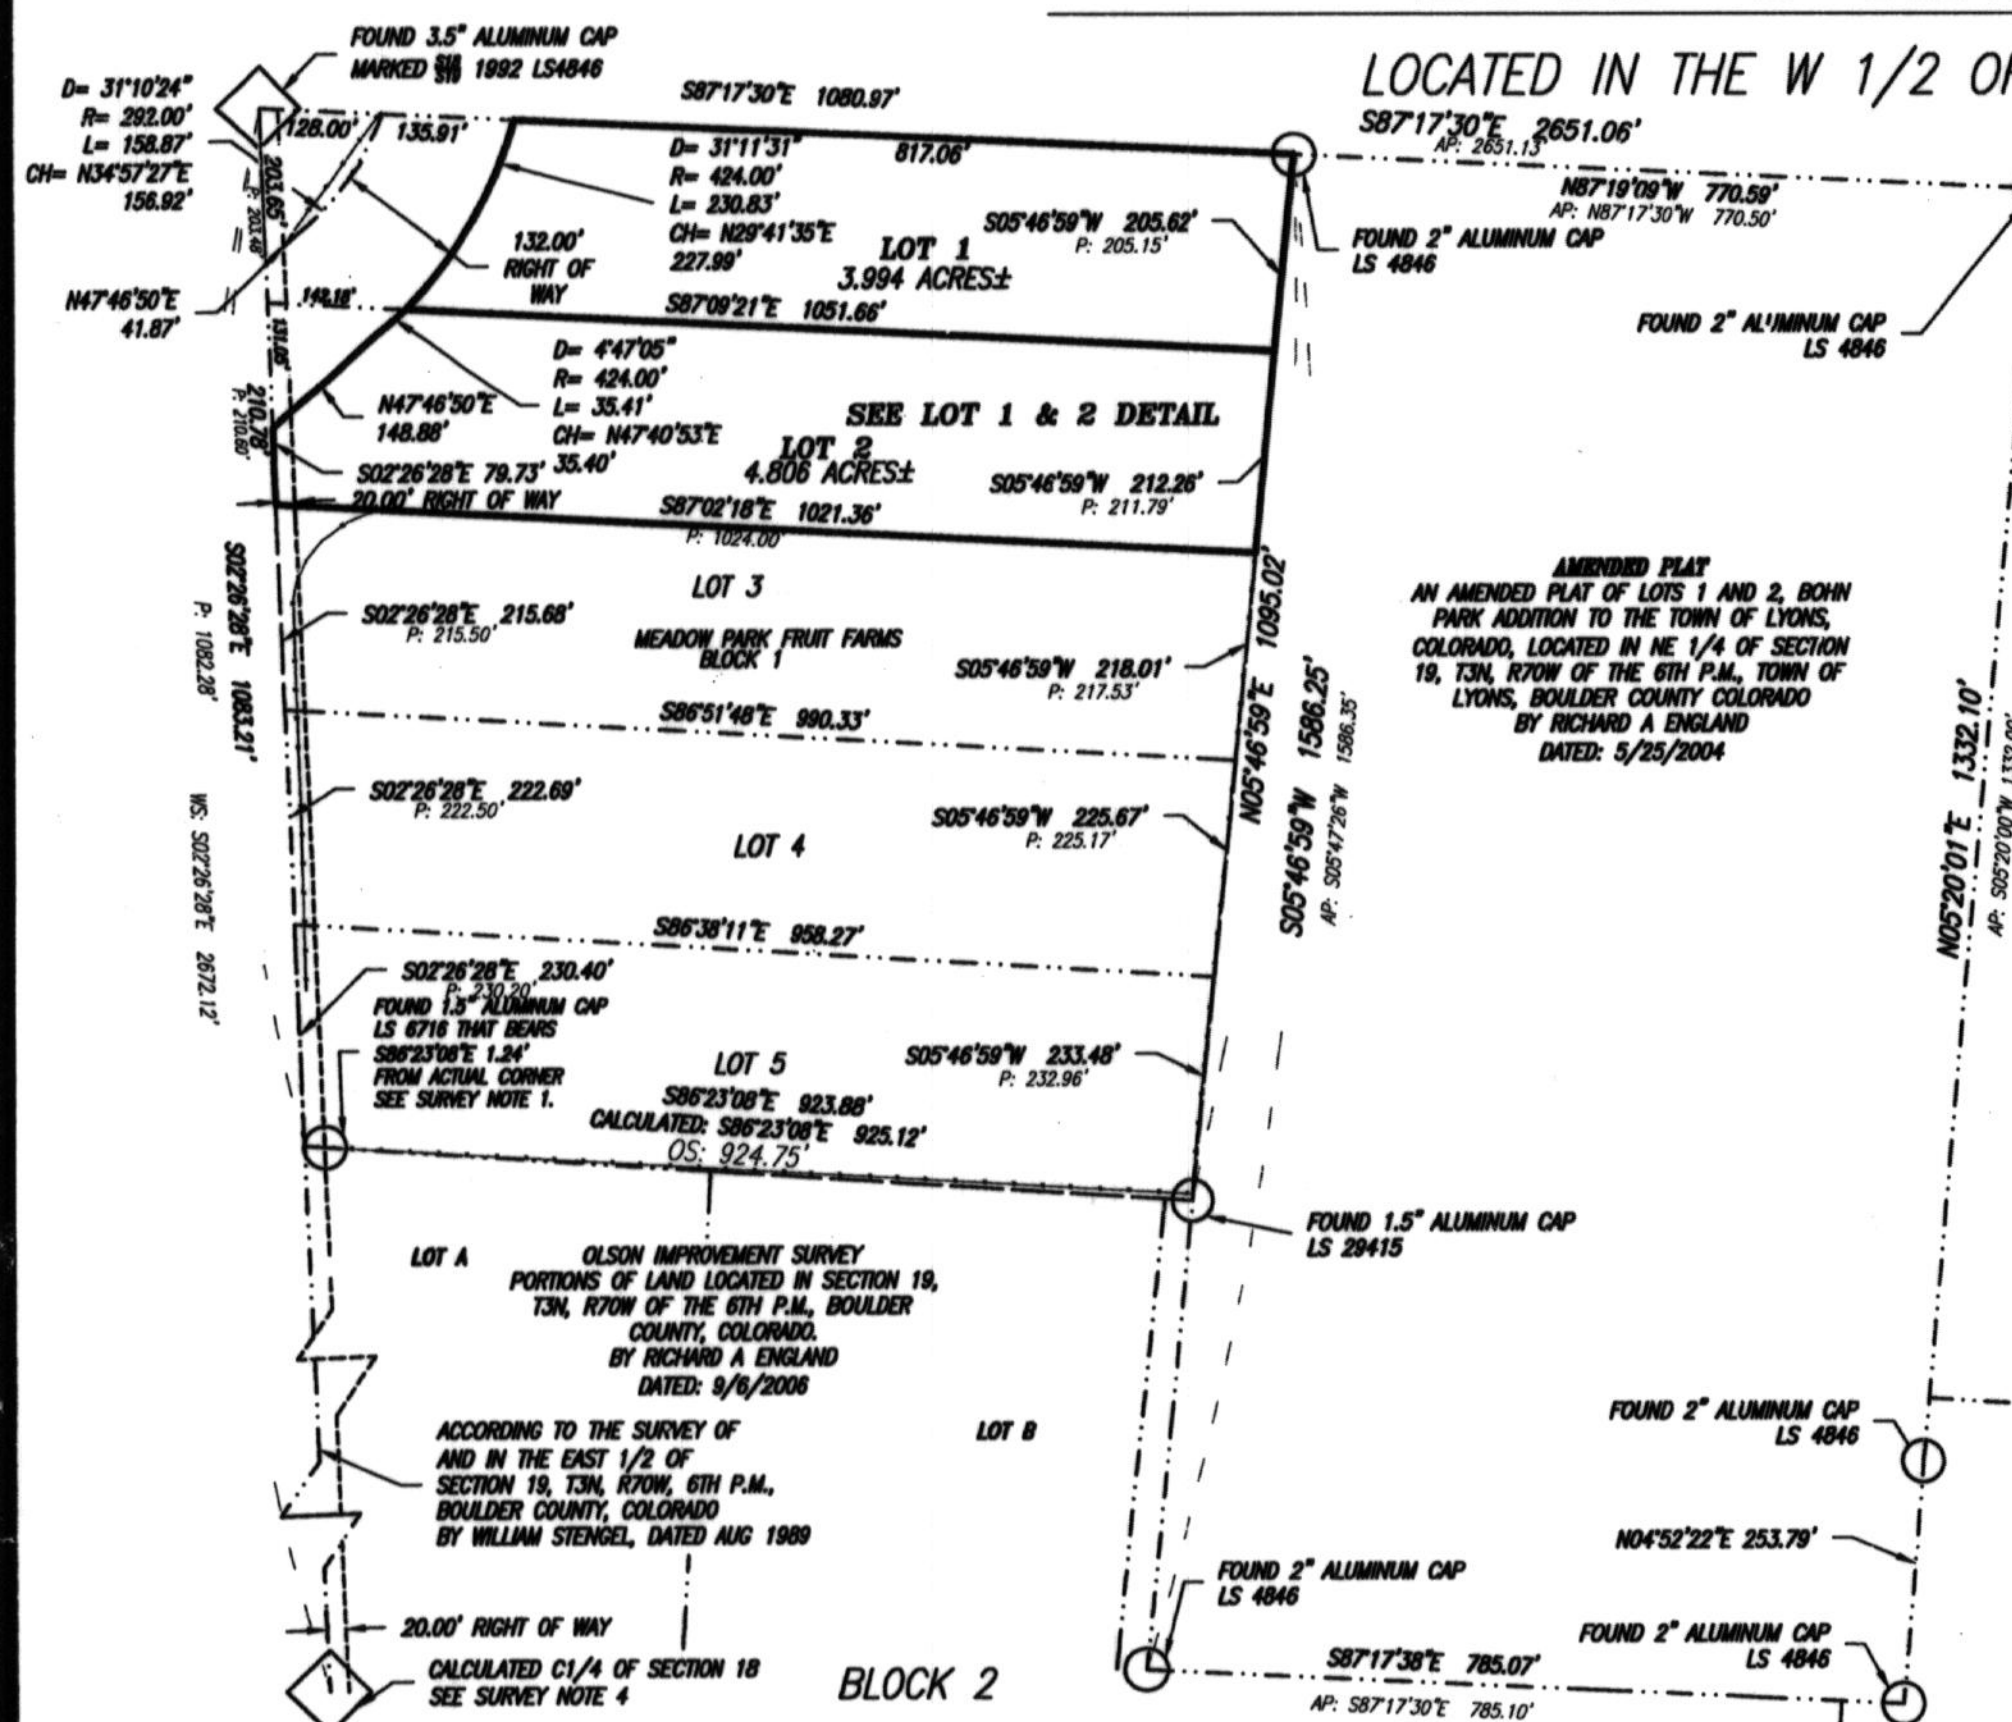 FOUND 3.5" ALUMINUM CAP
MARKED 1992 LS4846
D= 31°10'24"
R= 292.00'
L= 158.87'
CH= N34°57'27"E
156.92'
128.00'
135.91'
S87°17'30"E 1080.97'
817.06'
LOCATED IN THE W 1/2 OF
S87°17'30"E 2651.06'
AP: 2651.13'
N87°19'09"W 770.59'
AP: N87°17'30"W 770.50'
203.65'
P: 203.48'
D= 31°11'31"
R= 424.00'
L= 230.83'
CH= N29°41'35"E
227.99'
132.00'
RIGHT OF
WAY
LOT 1
3.994 ACRES±
S05°46'59"W 205.62'
P: 205.15'
FOUND 2" ALUMINUM CAP
LS 4846
N47°46'50"E
41.87'
142.18'
131.05'
S87°09'21"E 1051.66'
FOUND 2" ALUMINUM CAP
LS 4846
D= 4°47'05"
R= 424.00'
L= 35.41'
CH= N47°40'53"E
35.40'
210.78'
P: 210.60'
N47°46'50"E
148.88'
SEE LOT 1 & 2 DETAIL
LOT 2
4.806 ACRES±
S02°26'28"E 79.73'
20.00' RIGHT OF WAY
S05°46'59"W 212.26'
P: 211.79'
S87°02'18"E 1021.36'
P: 1024.00'
S02°26'28"E 1083.21'
P: 1082.28'
WS: S02°26'28"E 2672.12'
LOT 3
S02°26'28"E 215.68'
P: 215.50'
MEADOW PARK FRUIT FARMS
BLOCK 1
S05°46'59"W 218.01'
P: 217.53'
N05°46'59"E 1095.02'
S05°46'59"W 1586.25'
AP: S05°47'26"W 1586.35'
AMENDED PLAT
AN AMENDED PLAT OF LOTS 1 AND 2, BOHN
PARK ADDITION TO THE TOWN OF LYONS,
COLORADO, LOCATED IN NE 1/4 OF SECTION
19, T3N, R70W OF THE 6TH P.M., TOWN OF
LYONS, BOULDER COUNTY COLORADO
BY RICHARD A ENGLAND
DATED: 5/25/2004
N05°20'01"E 1332.10'
AP: S05°20'00"W
S86°51'48"E 990.33'
S02°26'28"E 222.69'
P: 222.50'
LOT 4
S05°46'59"W 225.67'
P: 225.17'
S86°38'11"E 958.27'
S02°26'28"E 230.40'
P: 230.20'
FOUND 1.5" ALUMINUM CAP
LS 6716 THAT BEARS
S86°23'08"E 1.24'
FROM ACTUAL CORNER
SEE SURVEY NOTE 1.
LOT 5
S05°46'59"W 233.48'
P: 232.96'
S86°23'08"E 923.88'
CALCULATED: S86°23'08"E 925.12'
OS: 924.75'
FOUND 1.5" ALUMINUM CAP
LS 29415
LOT A
OLSON IMPROVEMENT SURVEY
PORTIONS OF LAND LOCATED IN SECTION 19,
T3N, R70W OF THE 6TH P.M., BOULDER
COUNTY, COLORADO.
BY RICHARD A ENGLAND
DATED: 9/6/2006
ACCORDING TO THE SURVEY OF
AND IN THE EAST 1/2 OF
SECTION 19, T3N, R70W, 6TH P.M.,
BOULDER COUNTY, COLORADO
BY WILLIAM STENGEL, DATED AUG 1989
LOT B
FOUND 2" ALUMINUM CAP
LS 4846
N04°52'22"E 253.79'
FOUND 2" ALUMINUM CAP
LS 4846
20.00' RIGHT OF WAY
CALCULATED C1/4 OF SECTION 18
SEE SURVEY NOTE 4
BLOCK 2
S87°17'38"E 785.07'
AP: S87°17'30"E 785.10'
FOUND 2" ALUMINUM CAP
LS 4846